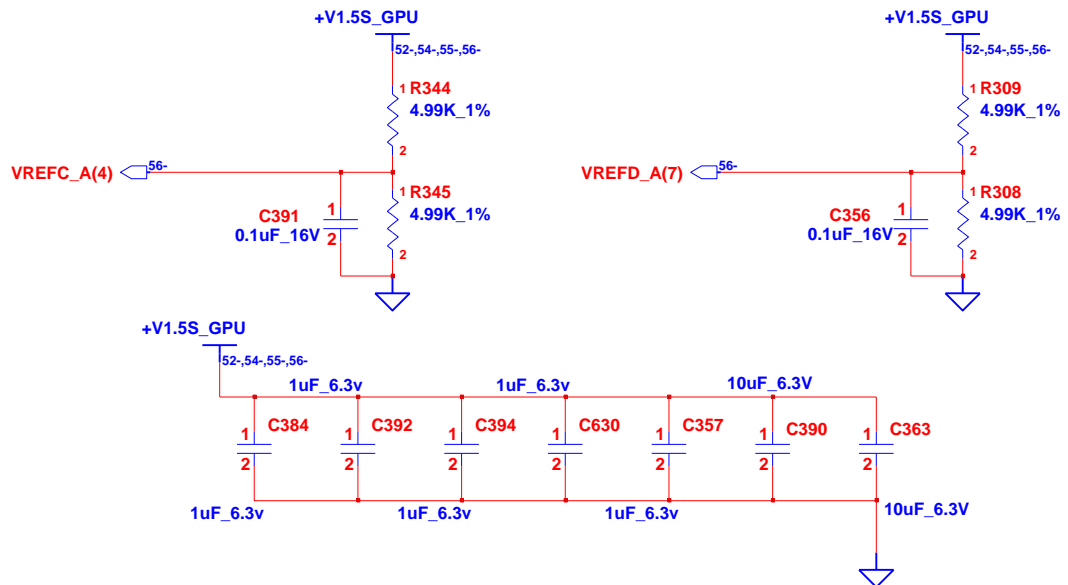 +V1.5S_GPU
52-,54-,55-,56-
1 R344
4.99K_1%
2
VREFC_A(4)
56-
1 R345
4.99K_1%
2
C391
1
2
0.1uF_16V
+V1.5S_GPU
52-,54-,55-,56-
1 R309
4.99K_1%
2
VREFD_A(7)
56-
1 R308
4.99K_1%
2
C356
1
2
0.1uF_16V
+V1.5S_GPU
52-,54-,55-,56-
1uF_6.3v
1uF_6.3v
10uF_6.3V
1 C384
2
1 C392
2
1 C394
2
1 C630
2
1 C357
2
1 C390
2
1 C363
2
1uF_6.3v
1uF_6.3v
1uF_6.3v
10uF_6.3V